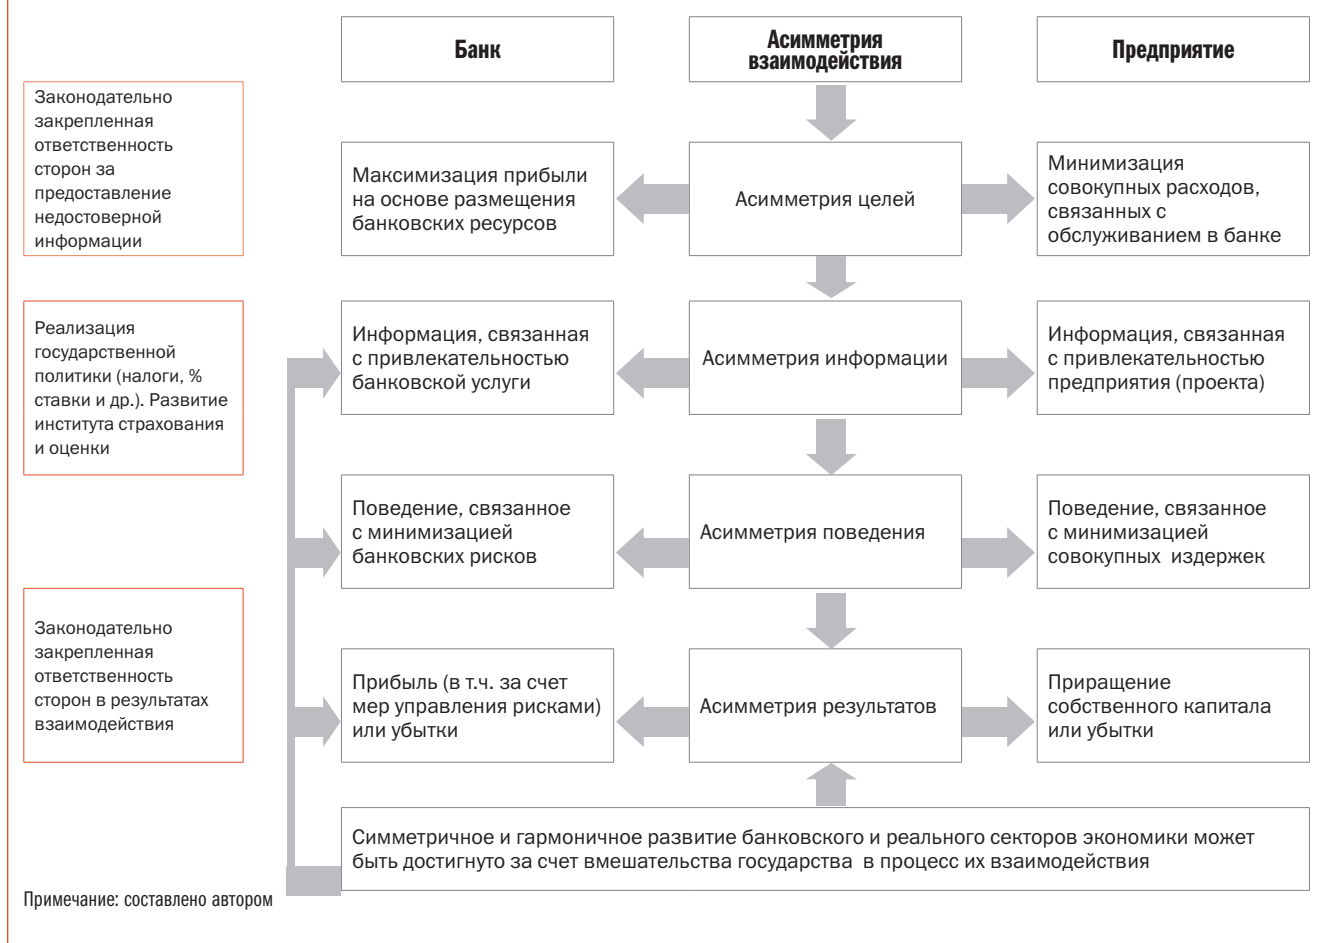 Банк
Асимметрия
взаимодействия
Предприятие
Законодательно
закрепленная
ответственность
сторон за
предоставление
недостоверной
информации
Максимизация прибыли
на основе размещения
банковских ресурсов
Асимметрия целей
Минимизация
совокупных расходов,
связанных с
обслуживанием в банке
Реализация
государственной
политики (налоги, %
ставки и др.). Развитие
института страхования
и оценки
Информация, связанная
с привлекательностью
банковской услуги
Асимметрия информации
Информация, связанная
с привлекательностью
предприятия (проекта)
Поведение, связанное
с минимизацией
банковских рисков
Асимметрия поведения
Поведение, связанное
с минимизацией
совокупных издержек
Законодательно
закрепленная
ответственность
сторон в результатах
взаимодействия
Прибыль (в т.ч. за счет
мер управления рисками)
или убытки
Асимметрия результатов
Приращение
собственного капитала
или убытки
Симметричное и гармоничное развитие банковского и реального секторов экономики может
быть достигнуто за счет вмешательства государства в процесс их взаимодействия
Примечание: составлено автором